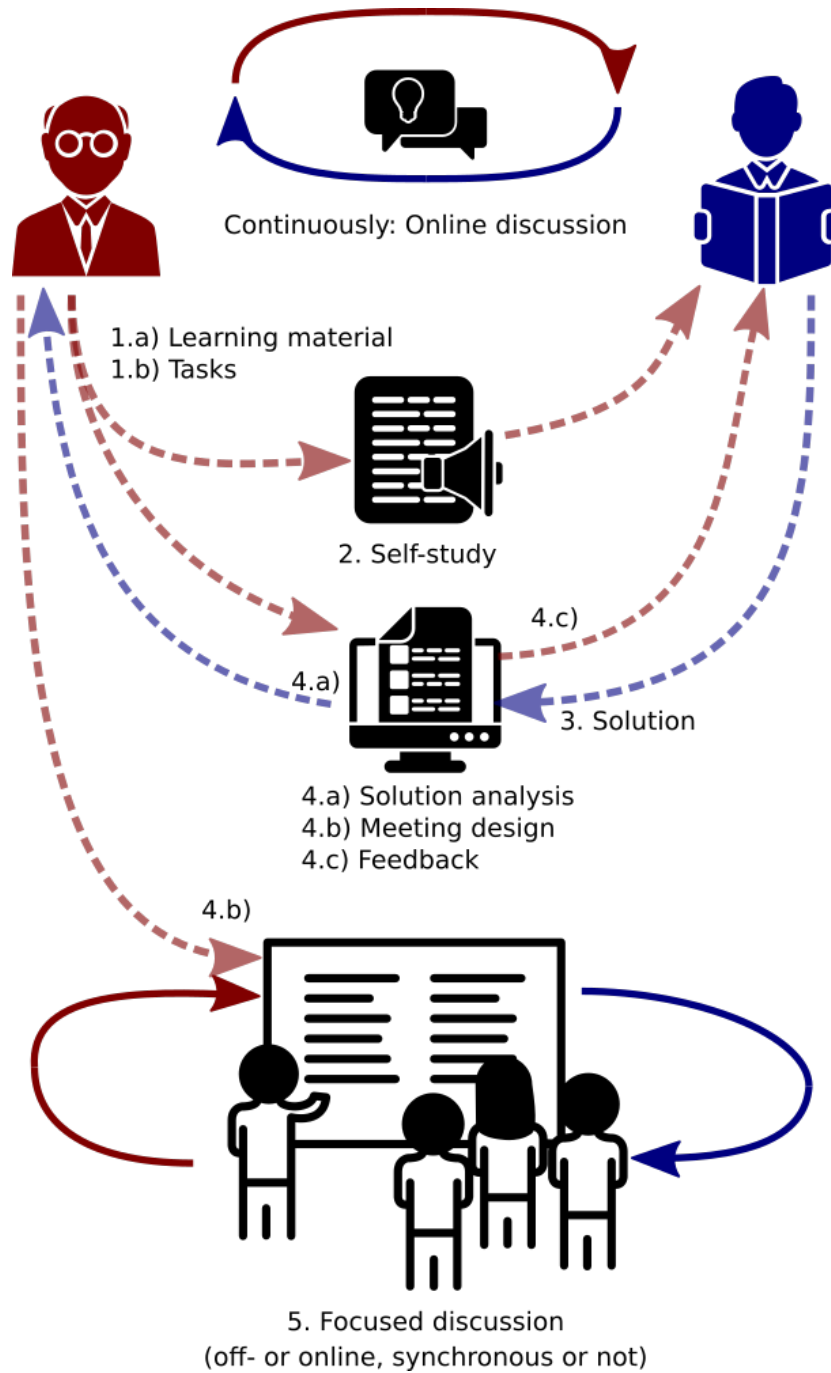 Continuously: Online discussion
1.a) Learning material
1.b) Tasks
2. Self-study
4.c)
4.a)
3. Solution
4.a) Solution analysis
4.b) Meeting design
4.c) Feedback
4.b)
5. Focused discussion
(off- or online, synchronous or not)